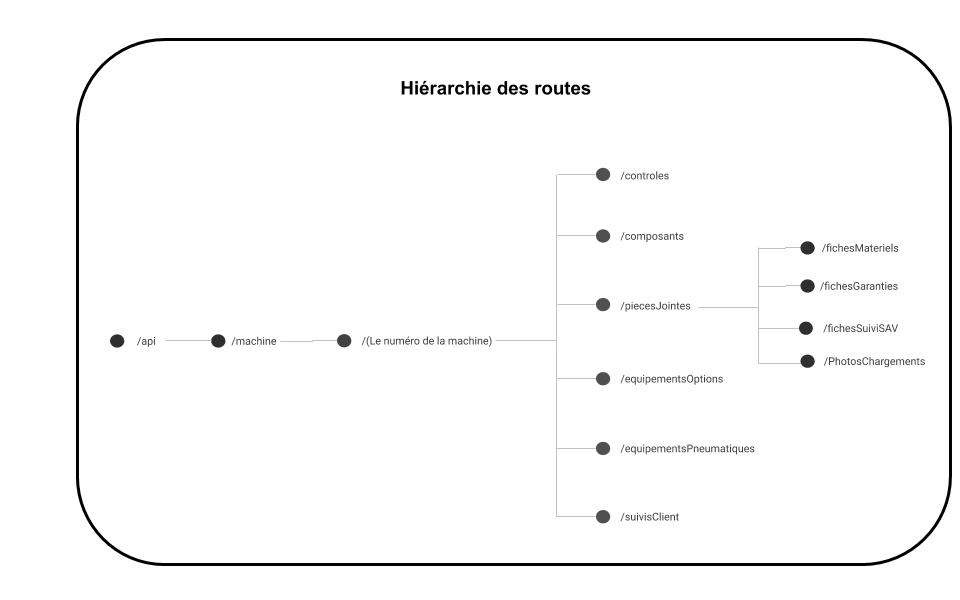 Hiérarchie des routes
/api
/machine
/(Le numéro de la machine)
/controles
/composants
/piecesJointes
/equipementsOptions
/equipementsPneumatiques
/suivisClient
/fichesMateriels
/fichesGaranties
/fichesSuiviSAV
/PhotosChargements